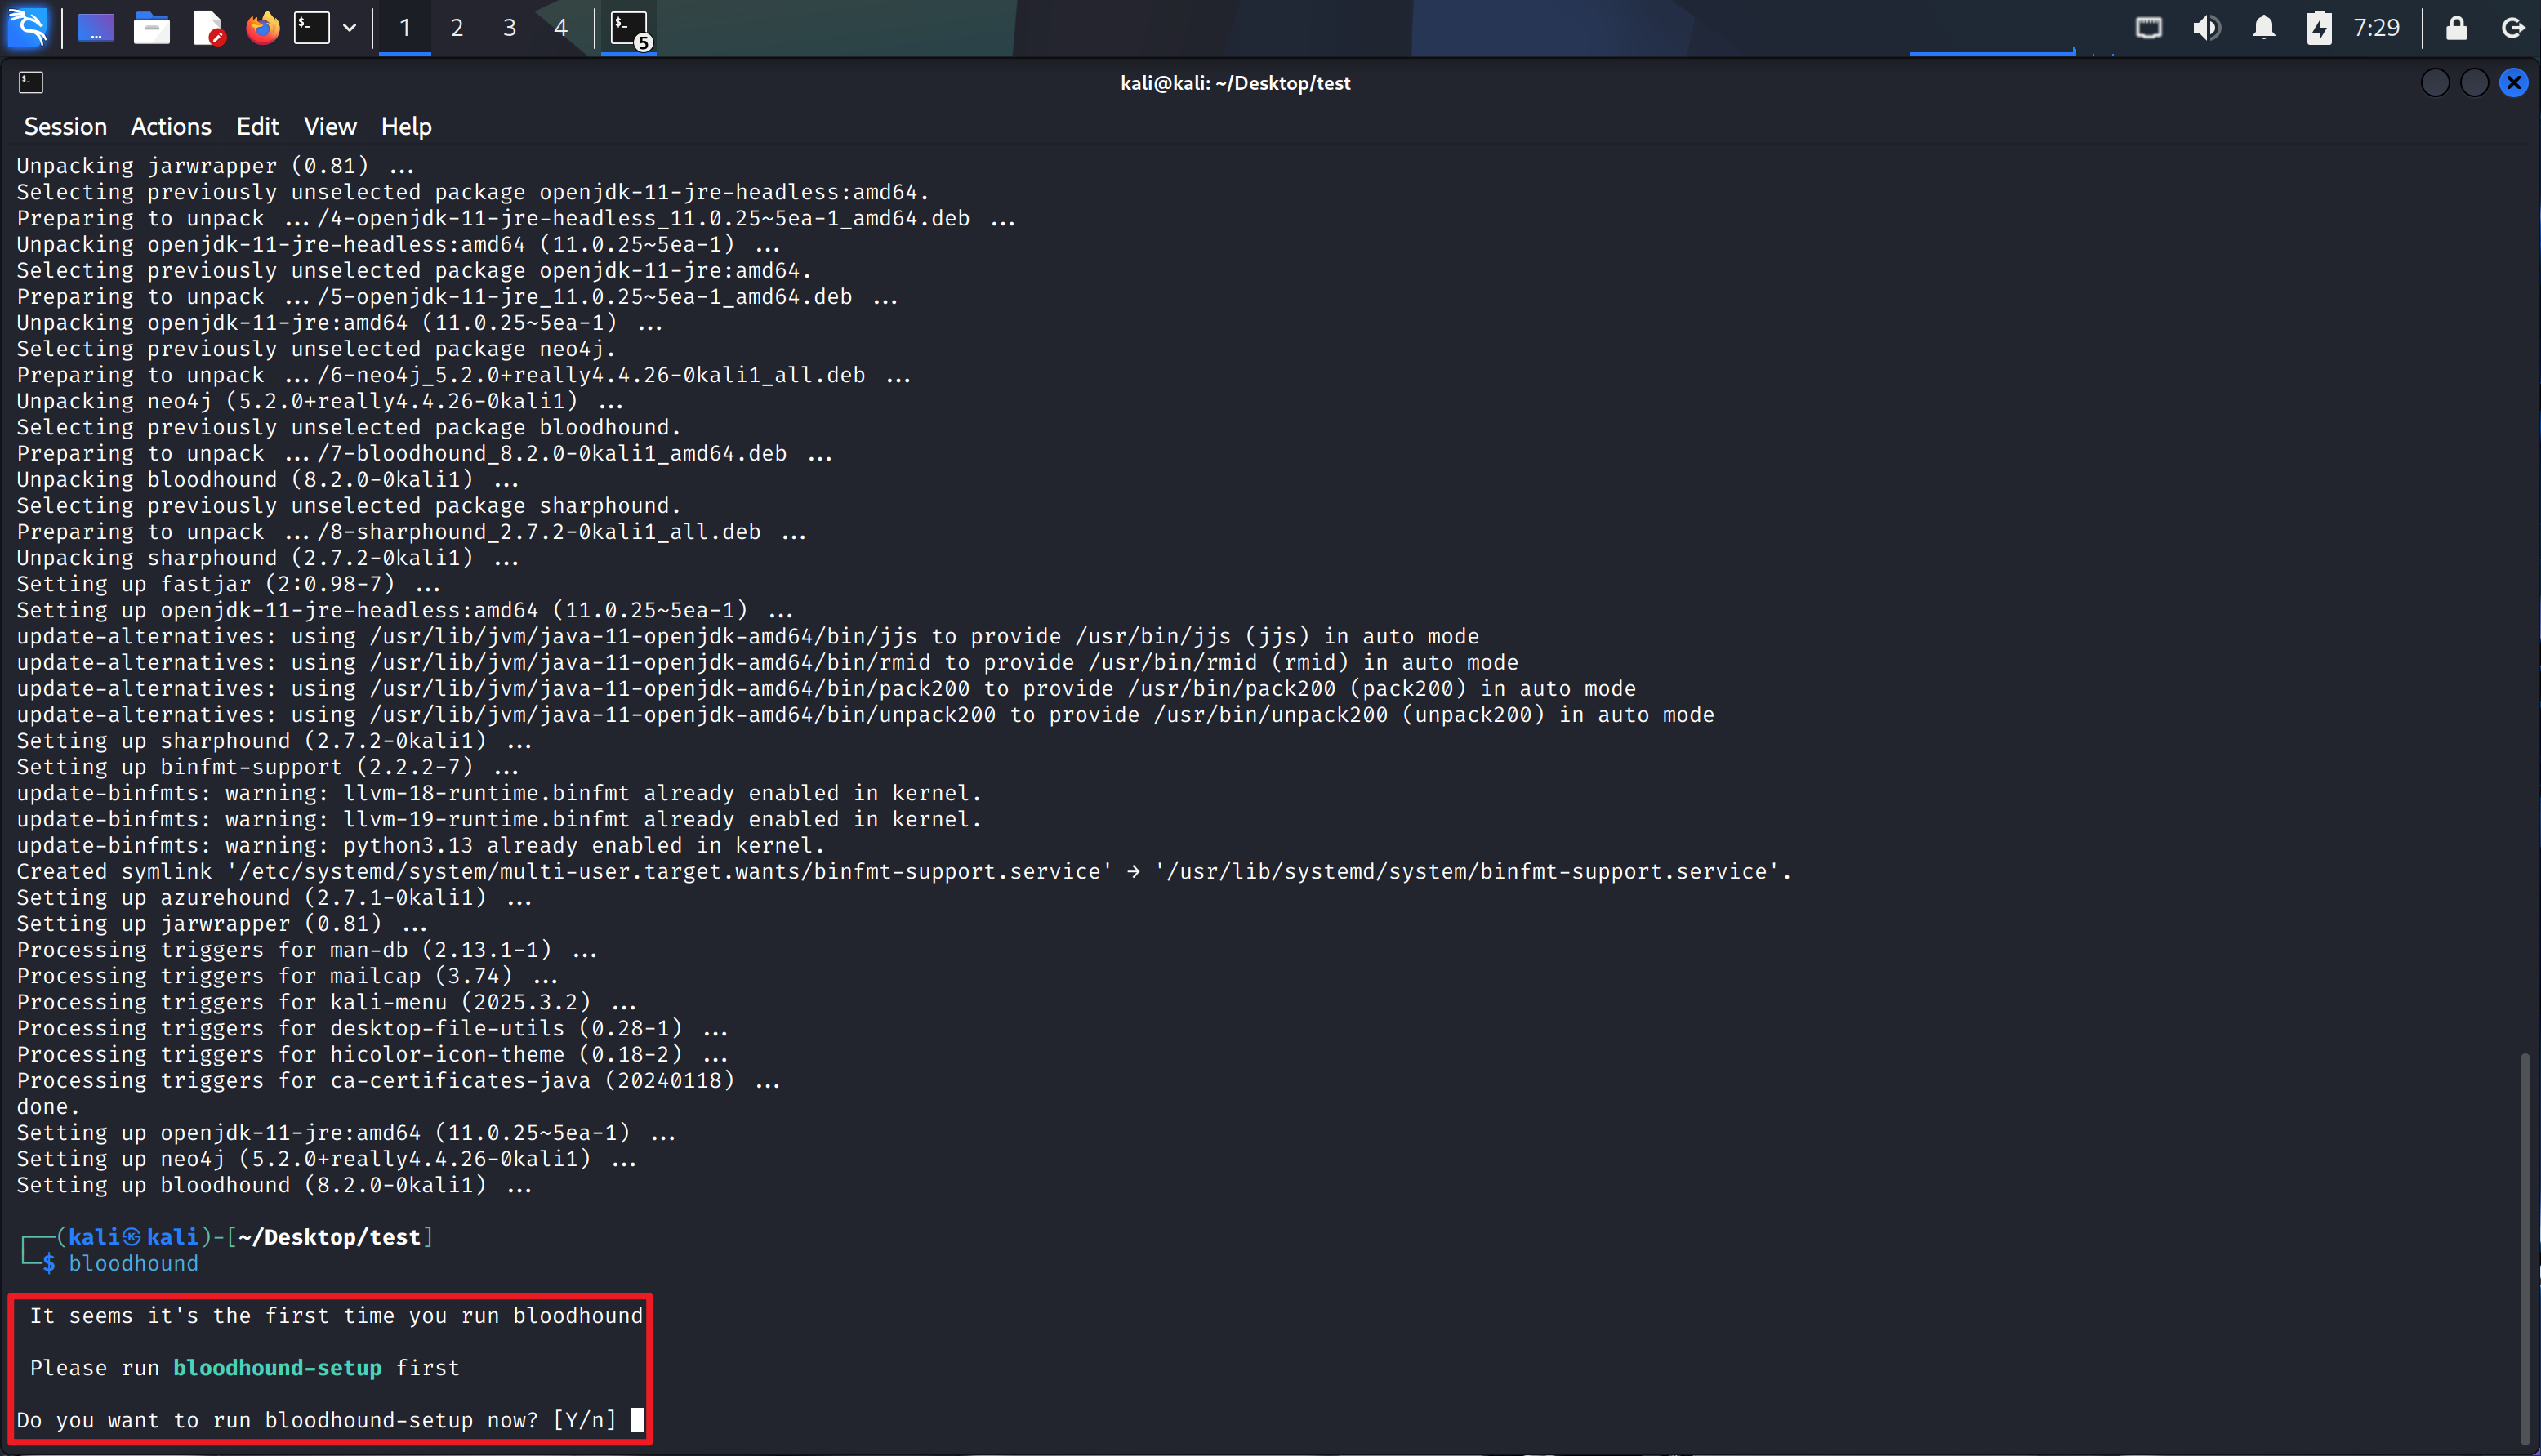 1 2 3 4 5 7:29
kali@kali: ~/Desktop/test
Session Actions Edit View Help
Unpacking jarwrapper (0.81) ...
Selecting previously unselected package openjdk-11-jre-headless:amd64.
Preparing to unpack .../4-openjdk-11-jre-headless_11.0.25~5ea-1_amd64.deb ...
Unpacking openjdk-11-jre-headless:amd64 (11.0.25~5ea-1) ...
Selecting previously unselected package openjdk-11-jre:amd64.
Preparing to unpack .../5-openjdk-11-jre_11.0.25~5ea-1_amd64.deb ...
Unpacking openjdk-11-jre:amd64 (11.0.25~5ea-1) ...
Selecting previously unselected package neo4j.
Preparing to unpack .../6-neo4j_5.2.0+really4.4.26-0kali1_all.deb ...
Unpacking neo4j (5.2.0+really4.4.26-0kali1) ...
Selecting previously unselected package bloodhound.
Preparing to unpack .../7-bloodhound_8.2.0-0kali1_amd64.deb ...
Unpacking bloodhound (8.2.0-0kali1) ...
Selecting previously unselected package sharphound.
Preparing to unpack .../8-sharphound_2.7.2-0kali1_all.deb ...
Unpacking sharphound (2.7.2-0kali1) ...
Setting up fastjar (2:0.98-7) ...
Setting up openjdk-11-jre-headless:amd64 (11.0.25~5ea-1) ...
update-alternatives: using /usr/lib/jvm/java-11-openjdk-amd64/bin/jjs to provide /usr/bin/jjs (jjs) in auto mode
update-alternatives: using /usr/lib/jvm/java-11-openjdk-amd64/bin/rmid to provide /usr/bin/rmid (rmid) in auto mode
update-alternatives: using /usr/lib/jvm/java-11-openjdk-amd64/bin/pack200 to provide /usr/bin/pack200 (pack200) in auto mode
update-alternatives: using /usr/lib/jvm/java-11-openjdk-amd64/bin/unpack200 to provide /usr/bin/unpack200 (unpack200) in auto mode
Setting up sharphound (2.7.2-0kali1) ...
Setting up binfmt-support (2.2.2-7) ...
update-binfmts: warning: llvm-18-runtime.binfmt already enabled in kernel.
update-binfmts: warning: llvm-19-runtime.binfmt already enabled in kernel.
update-binfmts: warning: python3.13 already enabled in kernel.
Created symlink '/etc/systemd/system/multi-user.target.wants/binfmt-support.service' → '/usr/lib/systemd/system/binfmt-support.service'.
Setting up azurehound (2.7.1-0kali1) ...
Setting up jarwrapper (0.81) ...
Processing triggers for man-db (2.13.1-1) ...
Processing triggers for mailcap (3.74) ...
Processing triggers for kali-menu (2025.3.2) ...
Processing triggers for desktop-file-utils (0.28-1) ...
Processing triggers for hicolor-icon-theme (0.18-2) ...
Processing triggers for ca-certificates-java (20240118) ...
done.
Setting up openjdk-11-jre:amd64 (11.0.25~5ea-1) ...
Setting up neo4j (5.2.0+really4.4.26-0kali1) ...
Setting up bloodhound (8.2.0-0kali1) ...
┌──(kali㉿kali)-[~/Desktop/test]
└─$ bloodhound
It seems it's the first time you run bloodhound
Please run bloodhound-setup first
Do you want to run bloodhound-setup now? [Y/n]